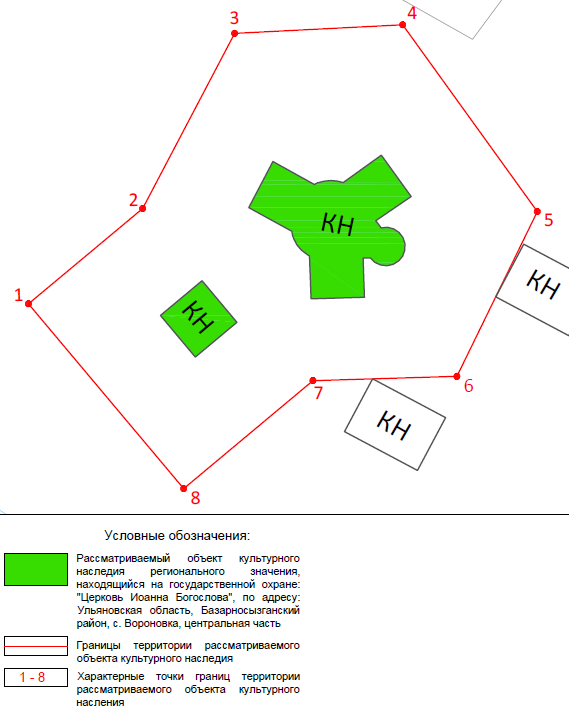 3
4
2
КН
5
1
КН
КН
7
6
КН
8
Условные обозначения:
Рассматриваемый объект культурного
наследия регионального значения,
находящийся на государственной охране:
"Церковь Иоанна Богослова", по адресу:
Ульяновская область, Базарносызганский
район, с. Вороновка, центральная часть
Границы территории рассматриваемого
объекта культурного наследия
1 - 8
Характерные точки границ территории
рассматриваемого объекта культурного
насления